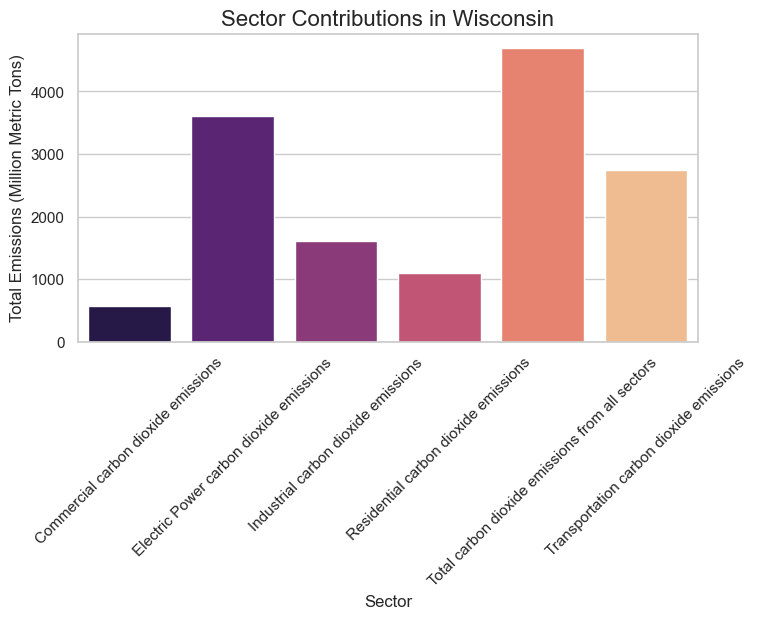 Sector Contributions in Wisconsin
Total Emissions (Million Metric Tons)
4000
3000
2000
1000
0
Commercial carbon dioxide emissions
Electric Power carbon dioxide emissions
Industrial carbon dioxide emissions
Residential carbon dioxide emissions
Total carbon dioxide emissions from all sectors
Transportation carbon dioxide emissions
Sector